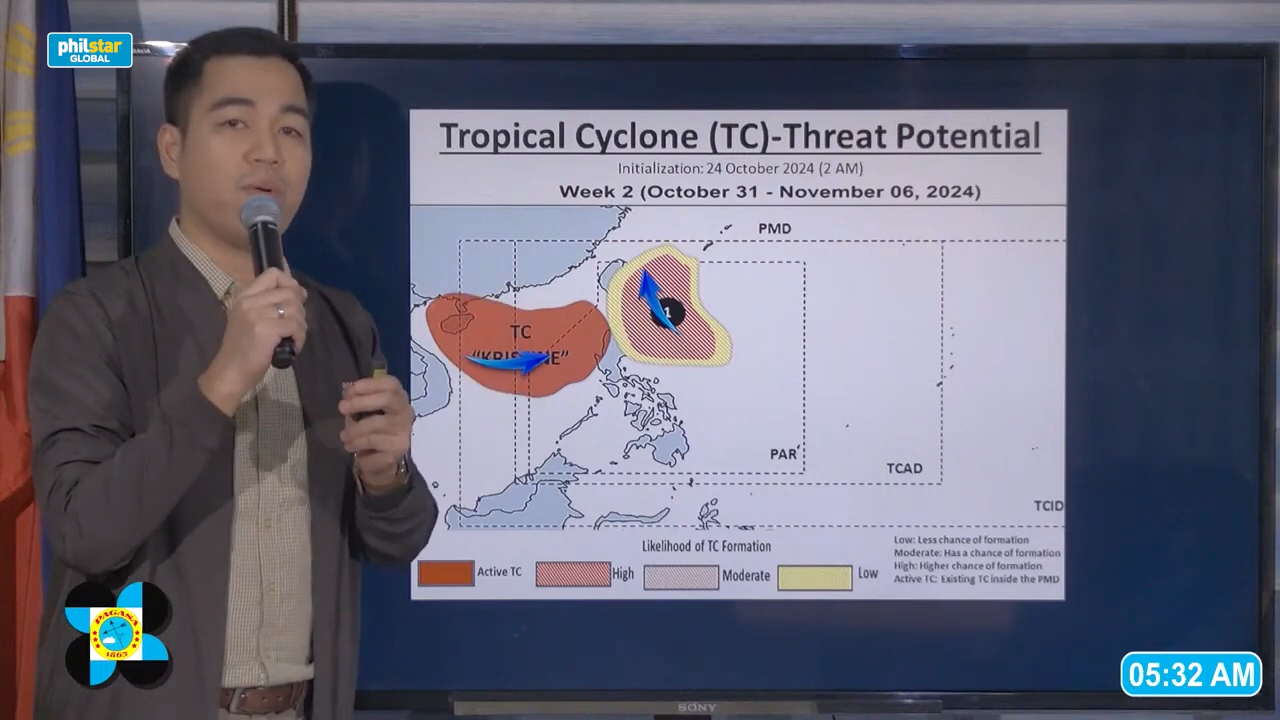 philstar
GLOBAL
Tropical Cyclone (TC)-Threat Potential
Initialization: 24 October 2024 (2 AM)
Week 2 (October 31 - November 06, 2024)
PMD
1
TC
"KRISTINE"
PAR
TCAD
TCID
Likelihood of TC Formation
Active TC
High
Moderate
Low
Low: Less chance of formation
Moderate: Has a chance of formation
High: Higher chance of formation
Active TC: Existing TC inside the PMD
PAGASA
1865
05:32 AM
SONY